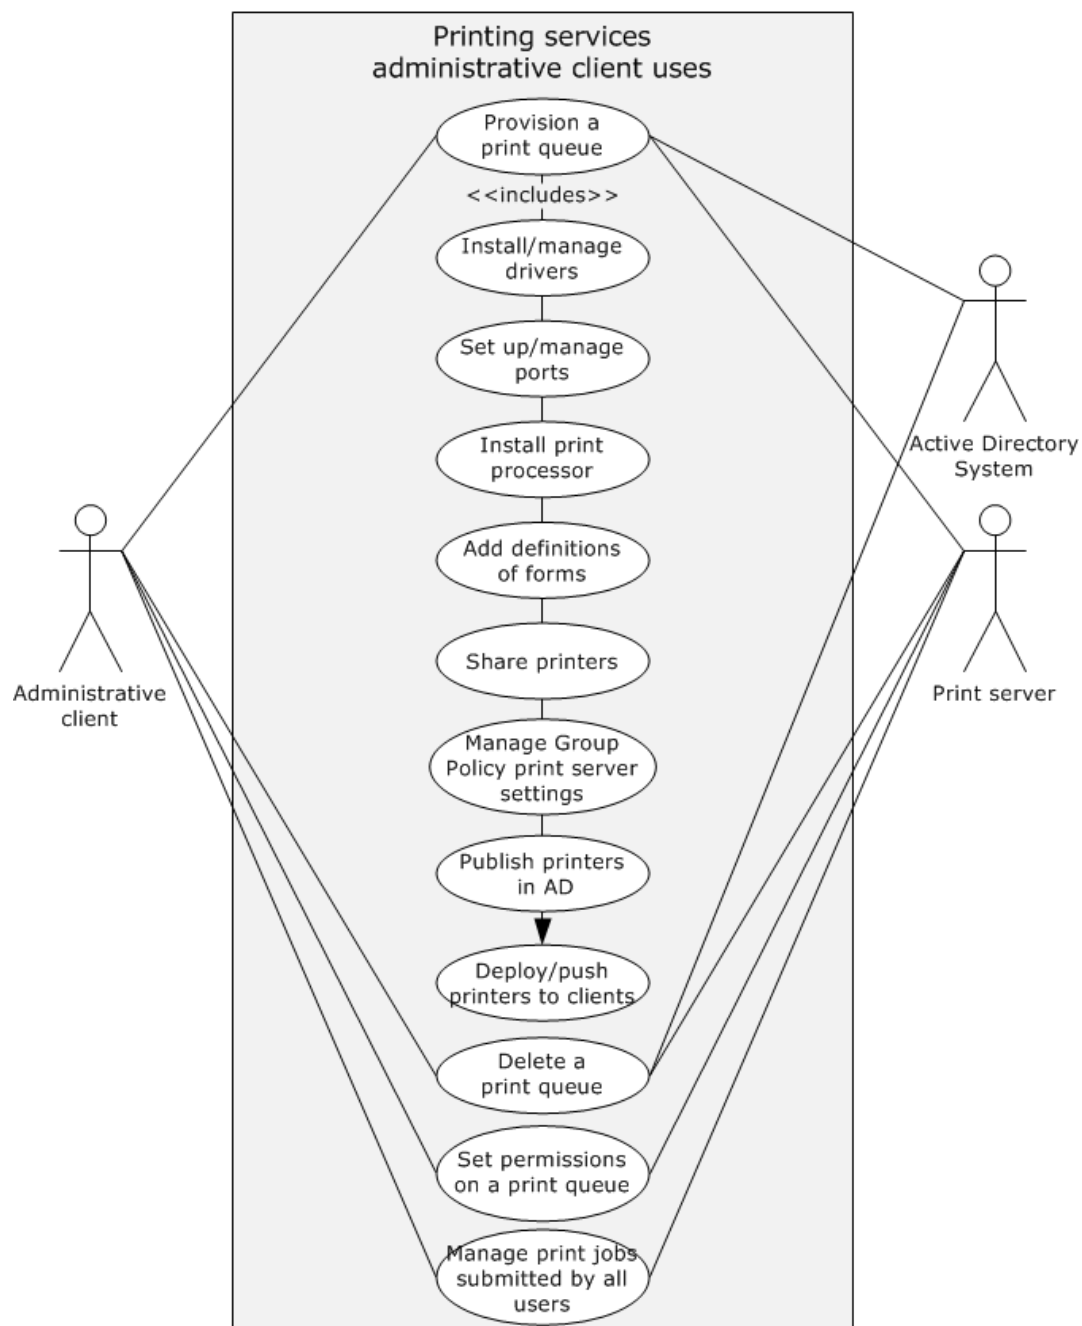 Printing services
administrative client uses
Provision a
print queue
<<includes>>
Install/manage
drivers
Set up/manage
ports
Active Directory
System
Install print
processor
Add definitions
of forms
Share printers
Administrative
client
Print server
Manage Group
Policy print server
settings
Publish printers
in AD
Deploy/push
printers to clients
Delete a
print queue
Set permissions
on a print queue
Manage print jobs
submitted by all
users